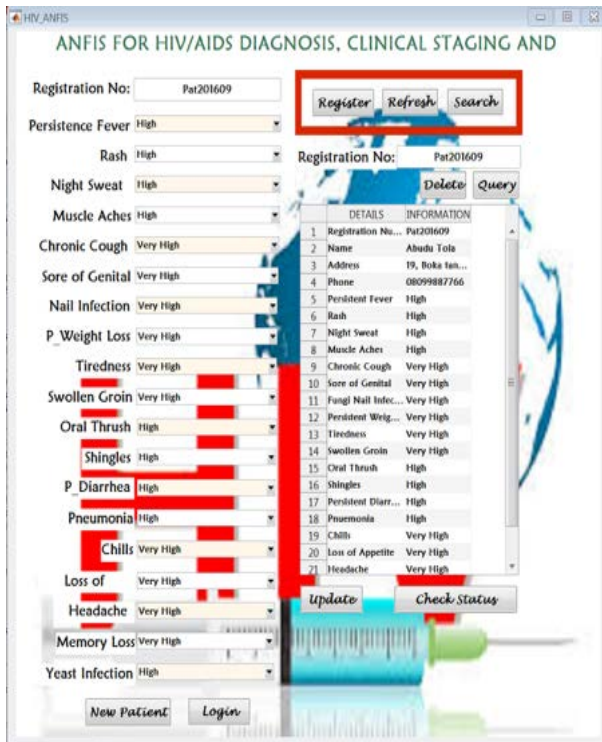 HIV_ANFIS
ANFIS FOR HIV/AIDS DIAGNOSIS, CLINICAL STAGING AND
Registration No: Pat201609
Persistence Fever High
Rash High
Night Sweat High
Muscle Aches High
Chronic Cough Very High
Sore of Genital Very High
Nail Infection Very High
P_Weight Loss Very High
Tiredness Very High
Swollen Groin Very High
Oral Thrush High
Shingles High
P_Diarrhea High
Pneumonia High
Chills Very High
Loss of Very High
Headache Very High
Memory Loss Very High
Yeast Infection High
New Patient Login
Register Refresh Search
Registration No: Pat201609
Delete Query
DETAILS INFORMATION
1 Registration Nu... Pat201609
2 Name Abudu Tola
3 Address 19, Boka tan...
4 Phone 08099887766
5 Persistent Fever High
6 Rash High
7 Night Sweat High
8 Muscle Aches High
9 Chronic Cough Very High
10 Sore of Genital Very High
11 Fungi Nail Infec... Very High
12 Persistent Weig... Very High
13 Tiredness Very High
14 Swollen Groin Very High
15 Oral Thrush High
16 Shingles High
17 Persistent Diarr... High
18 Pnuemonia High
19 Chills Very High
20 Loss of Appetite Very High
21 Headache Very High
Update Check Status